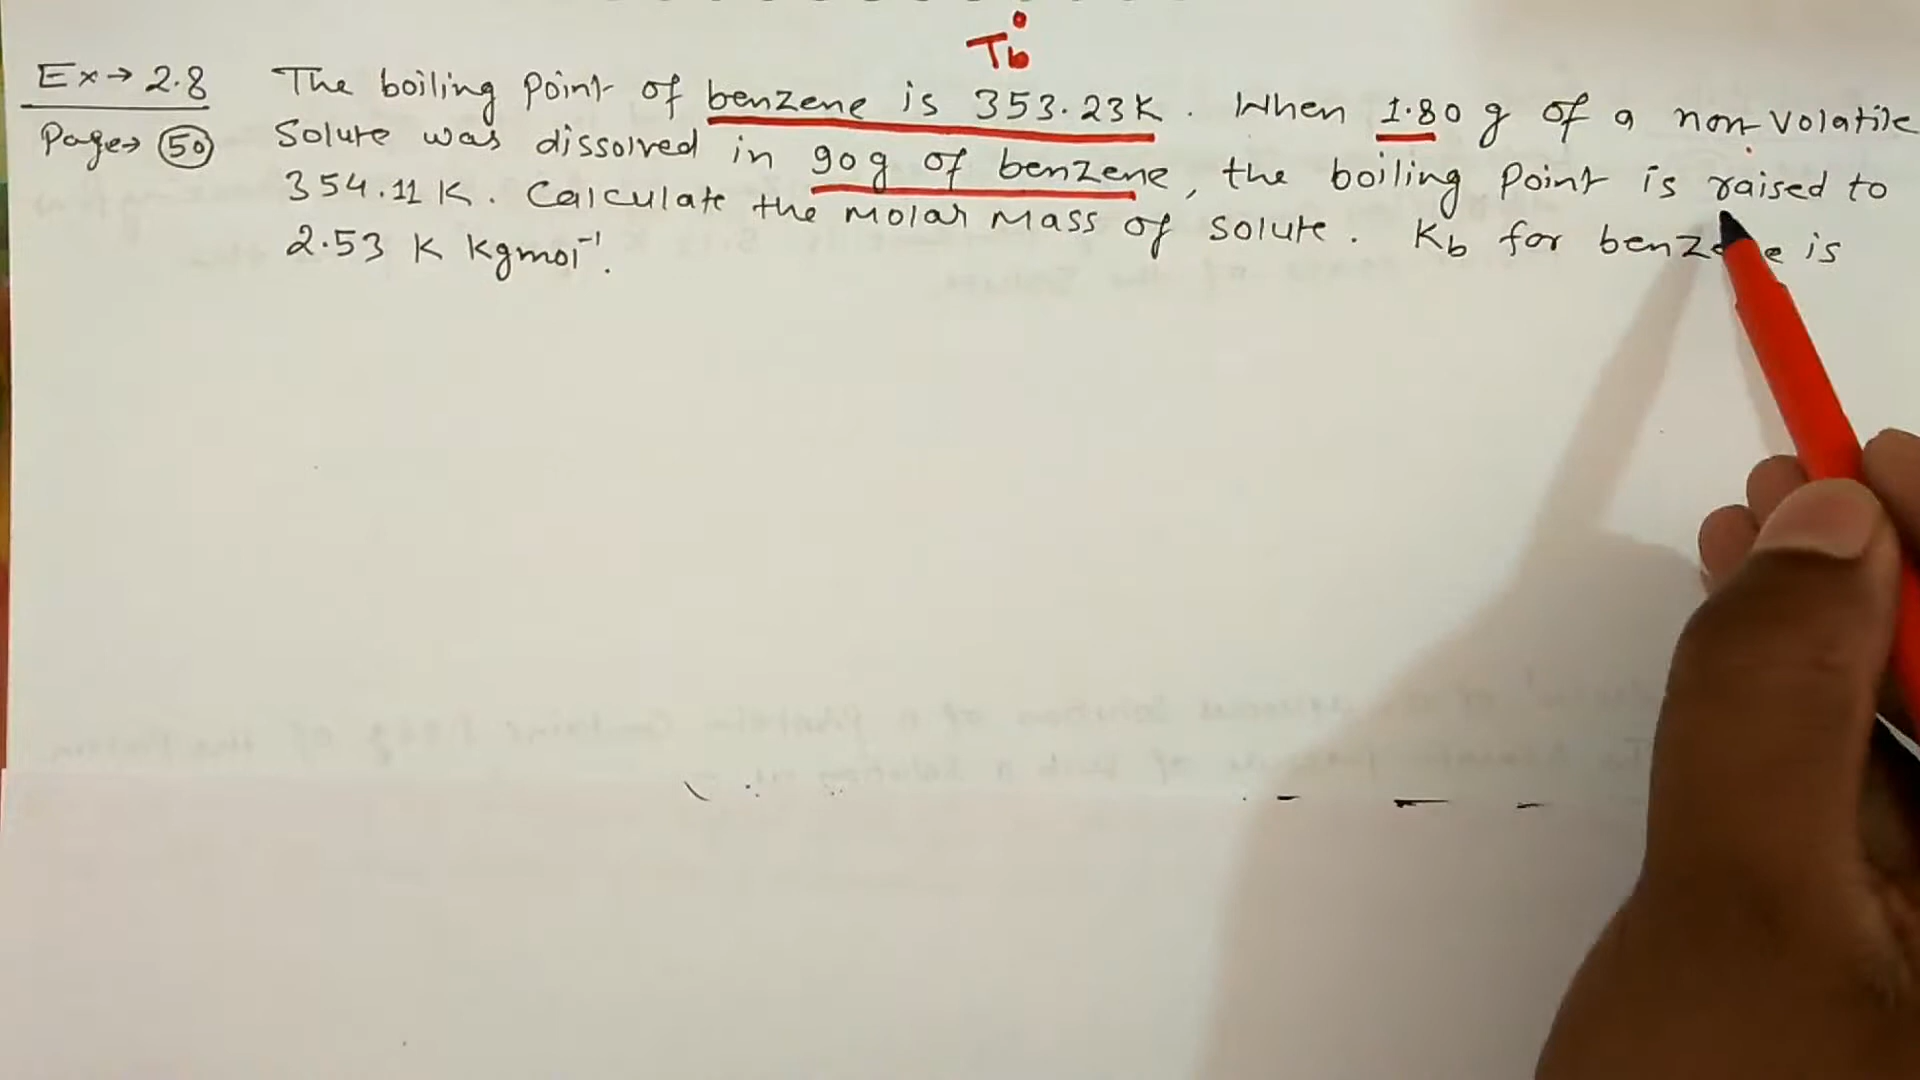 Tb°
Ex→ 2.8 The boiling Point of benzene is 353.23K. When 1.80 g of a non volatile
Page→ 50 Solute was dissolved in 90g of benzene, the boiling Point is raised to
354.11 K. Calculate the molar mass of solute. Kb for benzene is
2.53 K Kgmol⁻¹.